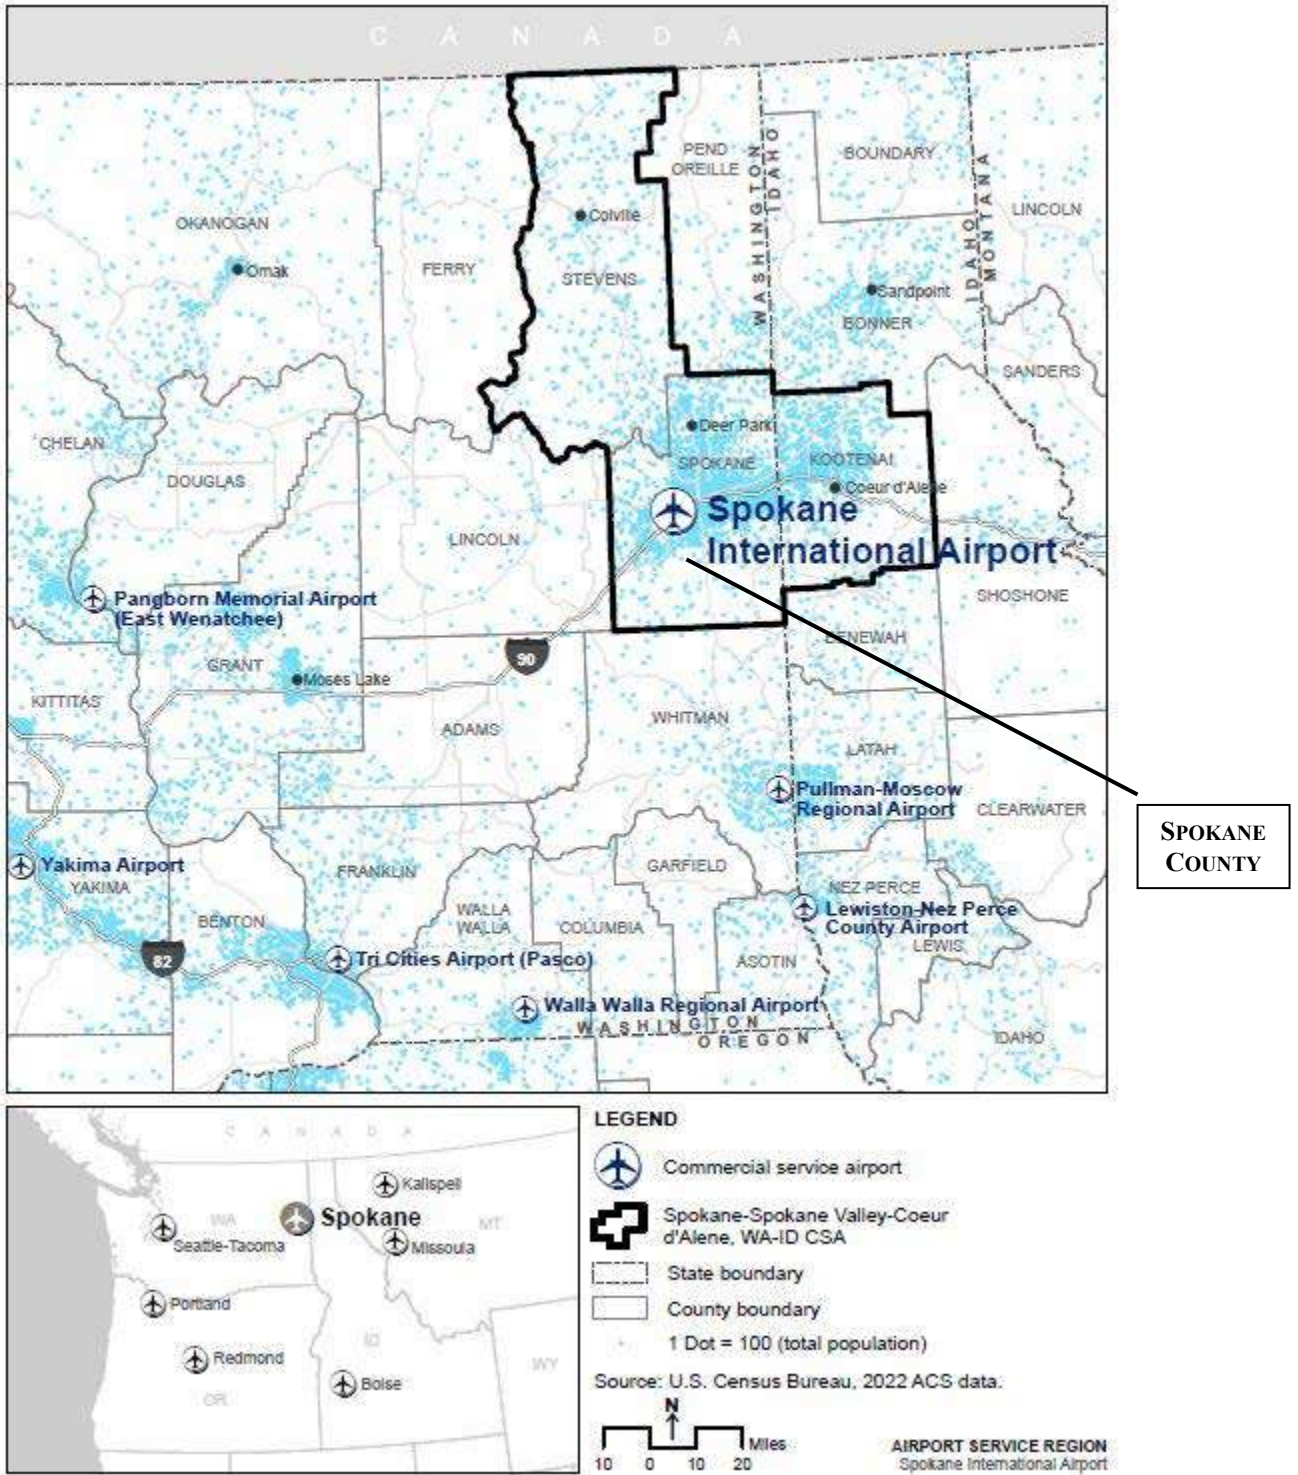 CANADA
PEND
OREILLE
WASHINGTON
IDAHO
BOUNDARY
IDAHO
MONTANA
LINCOLN
OKANOGAN
Colville
Omak
FERRY
STEVENS
Sandpoint
BONNER
SANDERS
CHELAN
DOUGLAS
Deer Park
SPOKANE
KOOTENAI
Coeur d'Alene
LINCOLN
Spokane
International Airport
Pangborn Memorial Airport
(East Wenatchee)
SHOSHONE
BENEWAH
90
GRANT
Moses Lake
KITTITAS
ADAMS
WHITMAN
LATAH
Pullman-Moscow
Regional Airport
CLEARWATER
SPOKANE
COUNTY
Yakima Airport
YAKIMA
FRANKLIN
GARFIELD
NEZ PERCE
Lewiston-Nez Perce
County Airport
LEWIS
BENTON
WALLA
WALLA
COLUMBIA
ASOTIN
82
Tri Cities Airport (Pasco)
Walla Walla Regional Airport
WASHINGTON
OREGON
IDAHO
CANADA
Kalispell
WA
Spokane
MT
Seattle-Tacoma
Missoula
Portland
ID
Redmond
WY
Boise
OR
LEGEND
Commercial service airport
Spokane-Spokane Valley-Coeur
d'Alene, WA-ID CSA
State boundary
County boundary
1 Dot = 100 (total population)
Source: U.S. Census Bureau, 2022 ACS data.
N
Miles
10 0 10 20
AIRPORT SERVICE REGION
Spokane International Airport